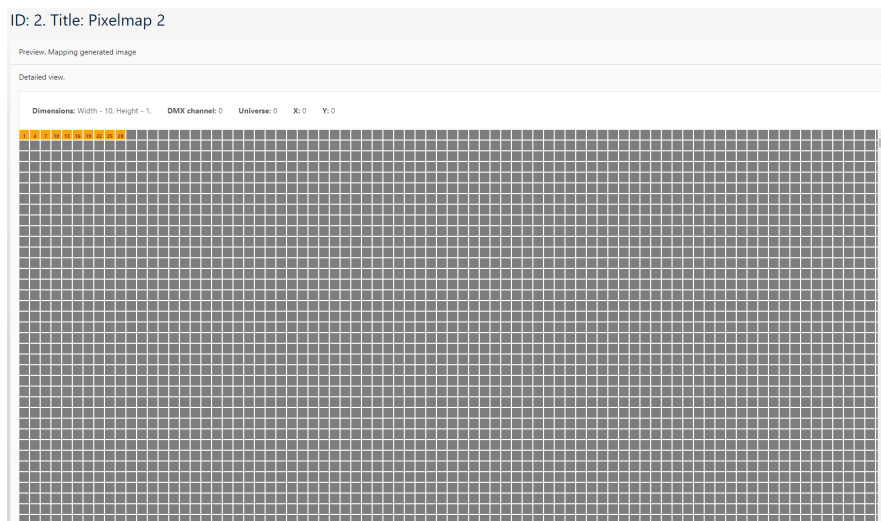 ID: 2. Title: Pixelmap 2
Preview. Mapping generated image
Detailed view.
Dimensions: Width - 10. Height - 1. DMX channel: 0 Universe: 0 X: 0 Y: 0
1 4 7 10 13 16 19 22 25 28